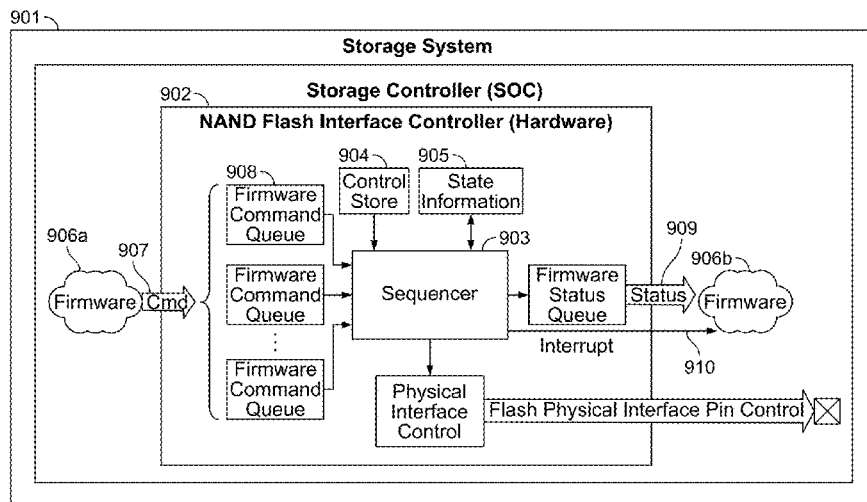 901
Storage System
Storage Controller (SOC)
902
NAND Flash Interface Controller (Hardware)
908
Firmware
Command
Queue
904
Control
Store
905
State
Information
906a
Firmware
907
Cmd
Firmware
Command
Queue
903
Sequencer
Firmware
Status
Queue
909
Status
906b
Firmware
Interrupt
910
Firmware
Command
Queue
Physical
Interface
Control
Flash Physical Interface Pin Control